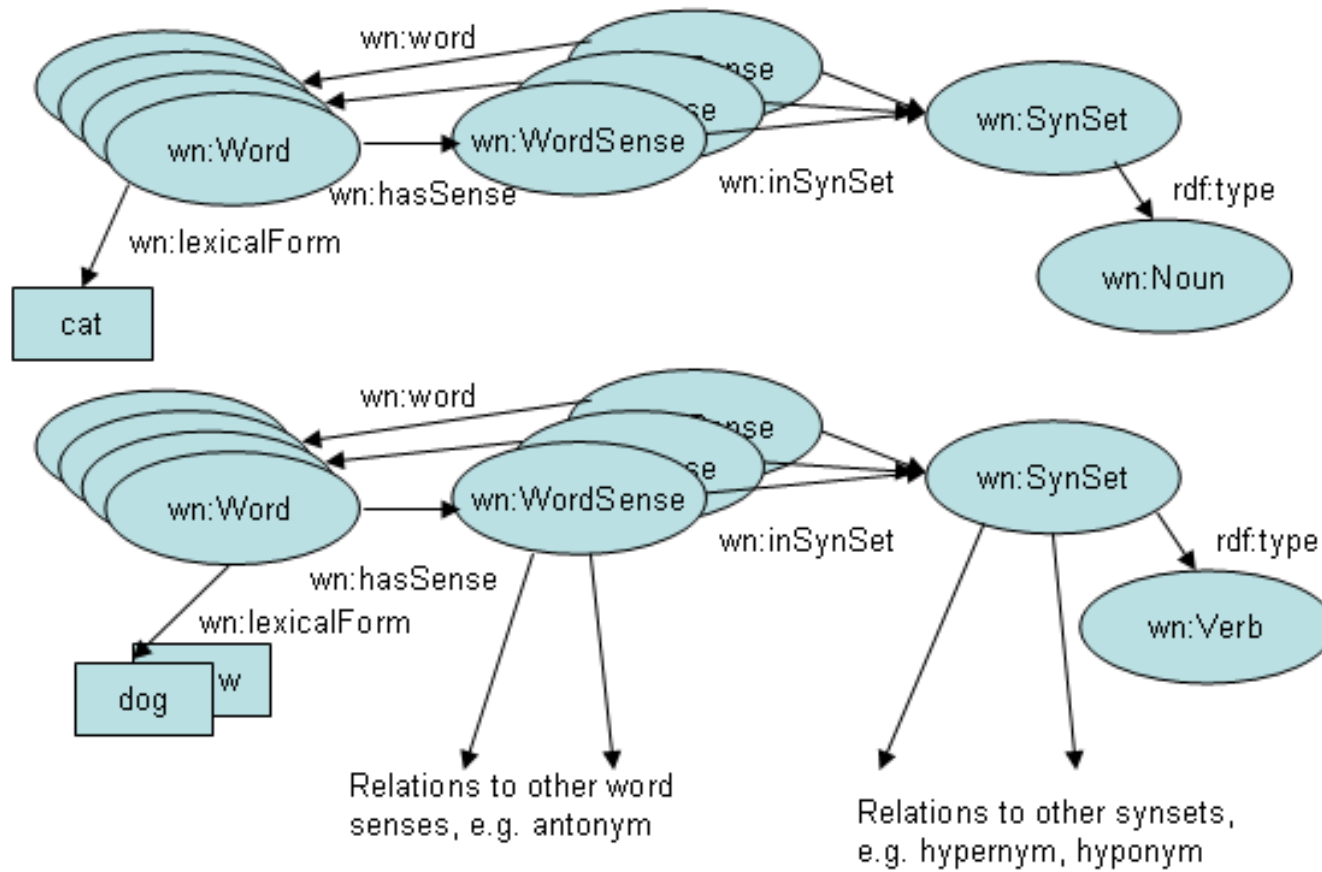 wn:word
wn:Word
wn:WordSense
wn:SynSet
wn:hasSense
wn:inSynSet
rdf:type
wn:lexicalForm
wn:Noun
cat
wn:word
wn:Word
wn:WordSense
wn:SynSet
wn:hasSense
wn:inSynSet
rdf:type
wn:lexicalForm
wn:Verb
dog
w
Relations to other word
senses, e.g. antonym
Relations to other synsets,
e.g. hypernym, hyponym